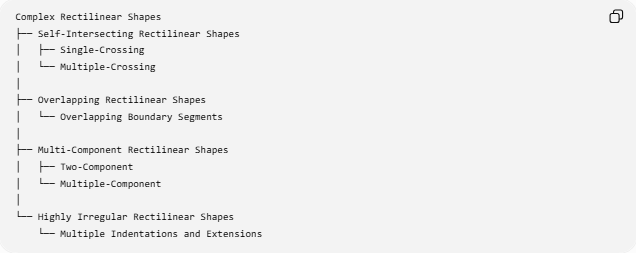 Complex Rectilinear Shapes
├── Self-Intersecting Rectilinear Shapes
│   ├── Single-Crossing
│   └── Multiple-Crossing
│
├── Overlapping Rectilinear Shapes
│   └── Overlapping Boundary Segments
│
├── Multi-Component Rectilinear Shapes
│   ├── Two-Component
│   └── Multiple-Component
│
└── Highly Irregular Rectilinear Shapes
    └── Multiple Indentations and Extensions